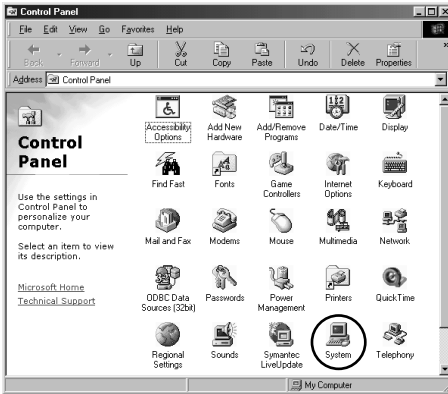 Control Panel
File Edit View Go Favorites Help
Back Forward Up Cut Copy Paste Undo Delete Properties »
Address Control Panel
Control
Panel
Use the settings in
Control Panel to
personalize your
computer.
Select an item to view
its description.
Microsoft Home
Technical Support
Accessibility
Options
Add New
Hardware
Add/Remove
Programs
Date/Time
Display
Find Fast
Fonts
Game
Controllers
Internet
Options
Keyboard
Mail and Fax
Modems
Mouse
Multimedia
Network
ODBC Data
Sources (32bit)
Passwords
Power
Management
Printers
QuickTime
Regional
Settings
Sounds
Symantec
LiveUpdate
System
Telephony
My Computer